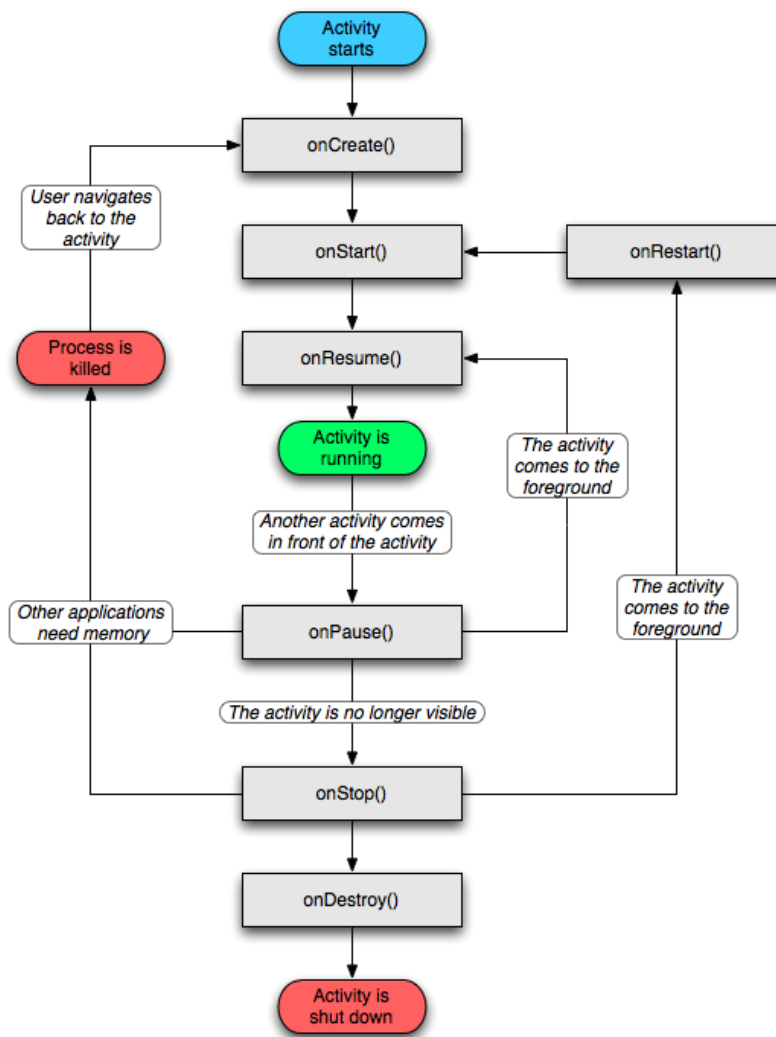 Activity
starts
onCreate()
User navigates
back to the
activity
onStart()
onRestart()
Process is
killed
onResume()
Activity is
running
The activity
comes to the
foreground
Another activity comes
in front of the activity
Other applications
need memory
onPause()
The activity
comes to the
foreground
The activity is no longer visible
onStop()
onDestroy()
Activity is
shut down